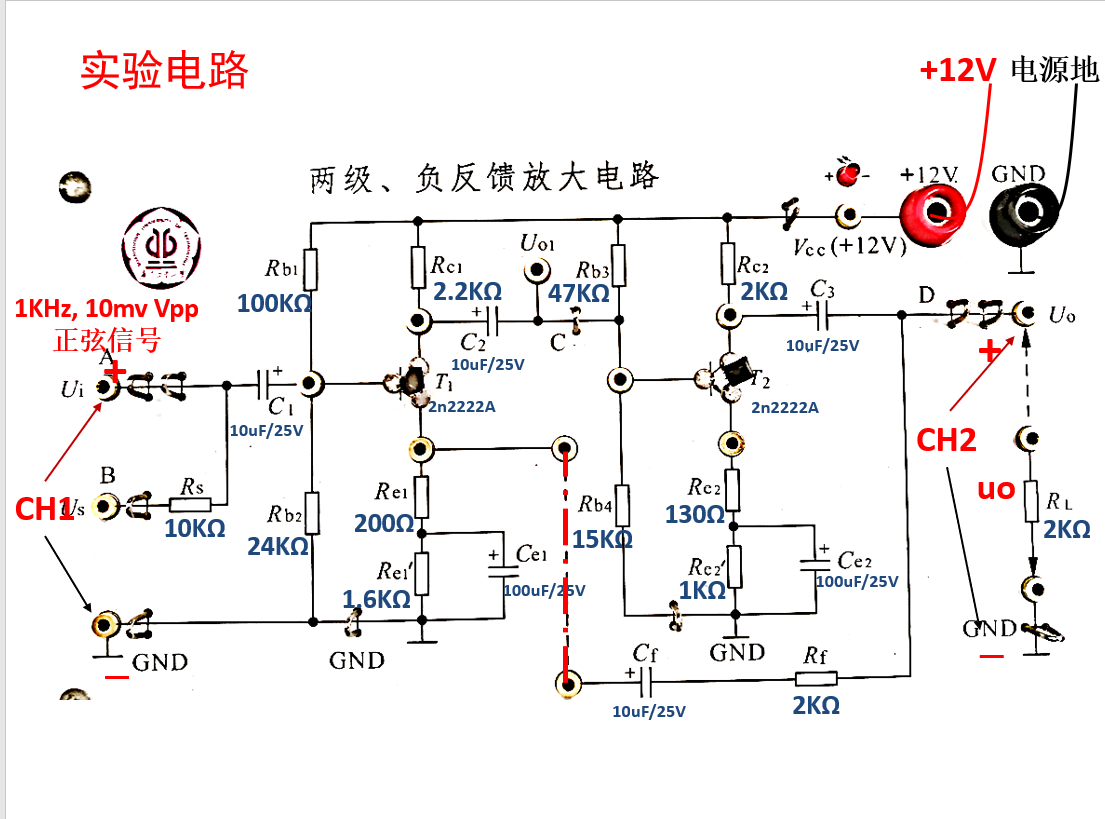 实验电路
+12V 电源地
两级、负反馈放大电路
+ -
+12V
GND
Vcc (+12V)
1KHz, 10mv Vpp
正弦信号
Rb1
100KΩ
Rc1
2.2KΩ
Uo1
Rb3
47KΩ
Rc2
2KΩ
C3
+
10uF/25V
D
Uo
+
A
+
Ui
C1
+
10uF/25V
+
C2
10uF/25V
C
T1
2n2222A
T2
2n2222A
CH1
CH2
B
Us
Rs
10KΩ
Rb2
24KΩ
Re1
200Ω
Re1′
1.6KΩ
+
Ce1
100uF/25V
Rb4
15KΩ
Rc2
130Ω
Rc2′
1KΩ
+
Ce2
100uF/25V
uo
RL
2KΩ
GND
—
GND
—
GND
GND
Cf
+
10uF/25V
Rf
2KΩ